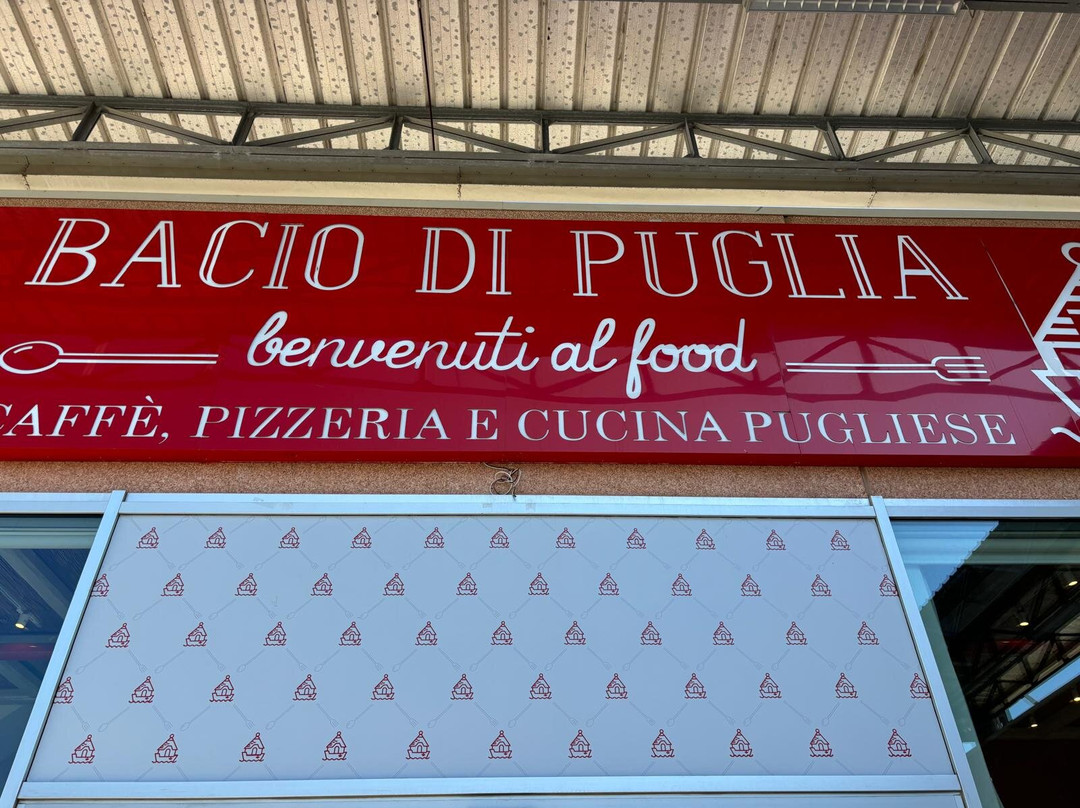 BACIO DI PUGLIA
benvenuti al food
CAFFÈ, PIZZERIA E CUCINA PUGLIESE